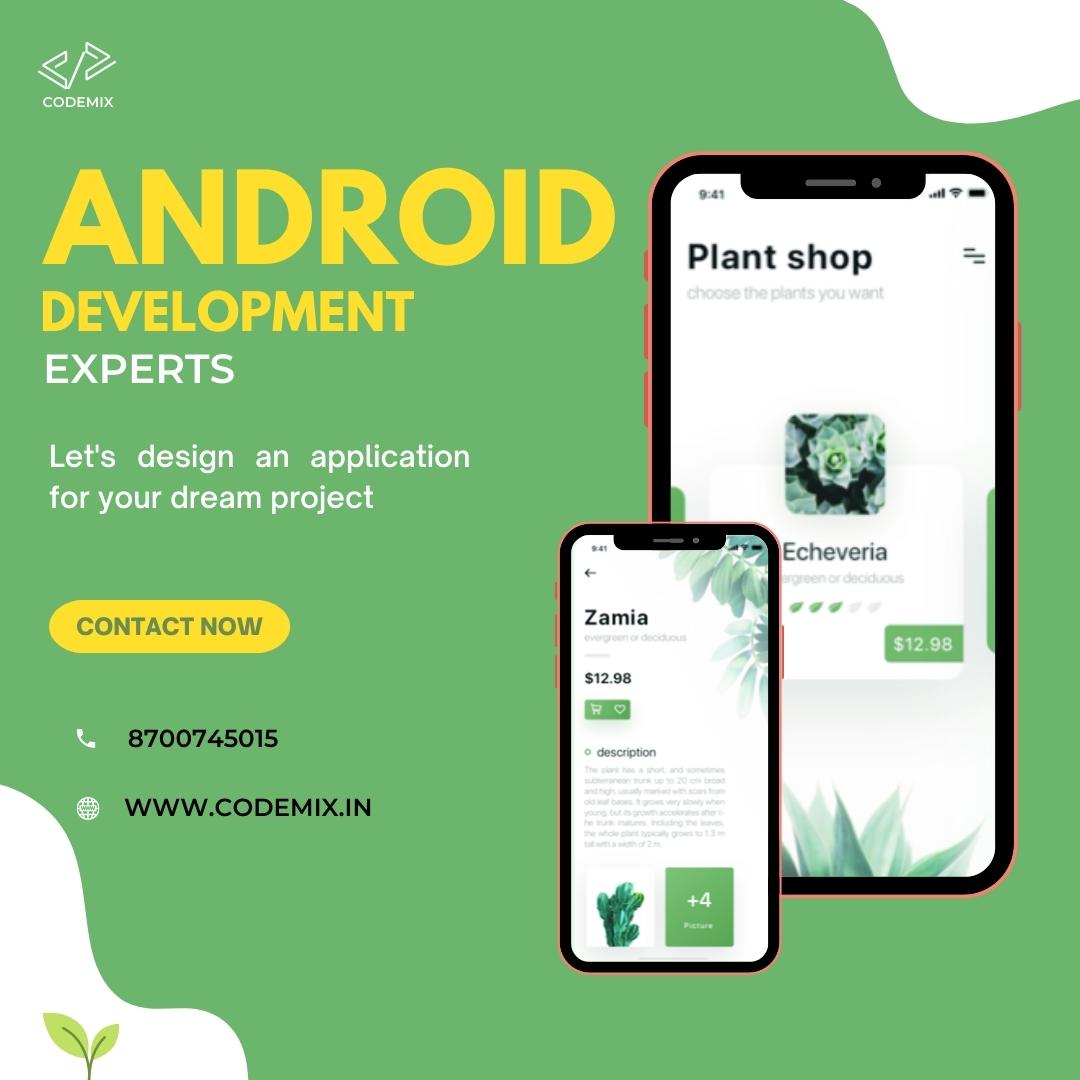 CODEMIX
ANDROID
DEVELOPMENT
EXPERTS
Let's design an application
for your dream project
CONTACT NOW
8700745015
WWW.CODEMIX.IN
9:41
Plant shop
choose the plants you want
Echeveria
ergreen or deciduous
$12.98
9:41
Zamia
evergreen or deciduous
$12.98
description
The plant has a short, and sometimes
subterranean trunk up to 20 cm broad
and high, usually marked with scars from
old leaf bases. It grows very slowly when
young, but its growth accelerates after t-
he trunk matures. Including the leaves,
the whole plant typically grows to 1.3 m
tall with a width of 2 m.
+4
Picture